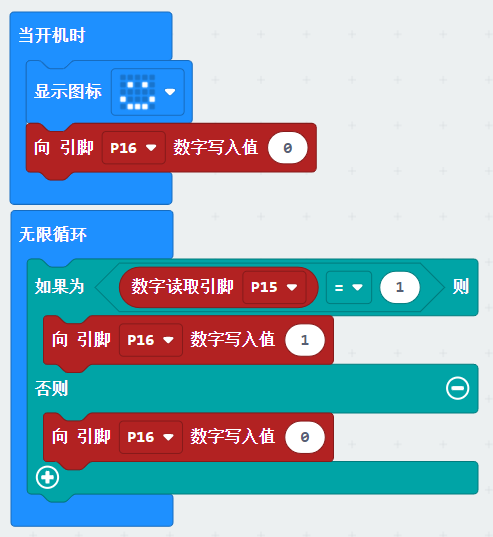 当开机时
显示图标
向 引脚 P16 数字写入值 0
无限循环
如果为 数字读取引脚 P15 = 1 则
向 引脚 P16 数字写入值 1
否则
向 引脚 P16 数字写入值 0